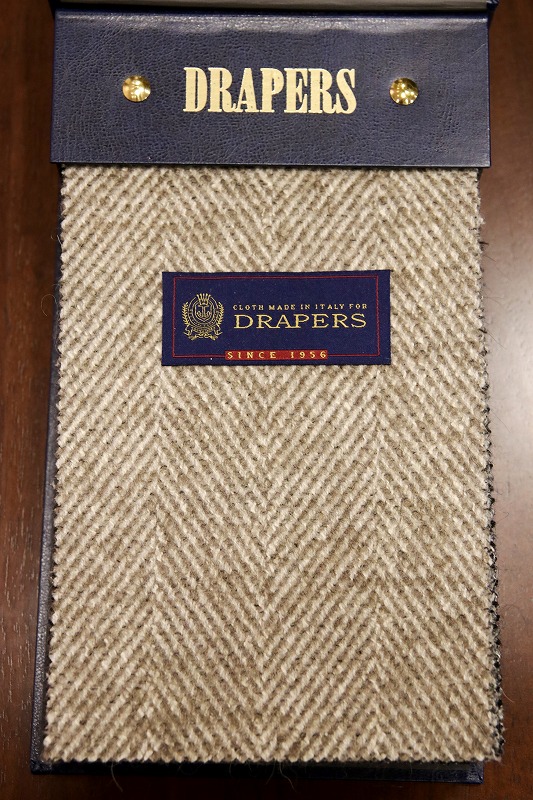 DRAPERS
CLOTH MADE IN ITALY FOR
DRAPERS
SINCE 1956